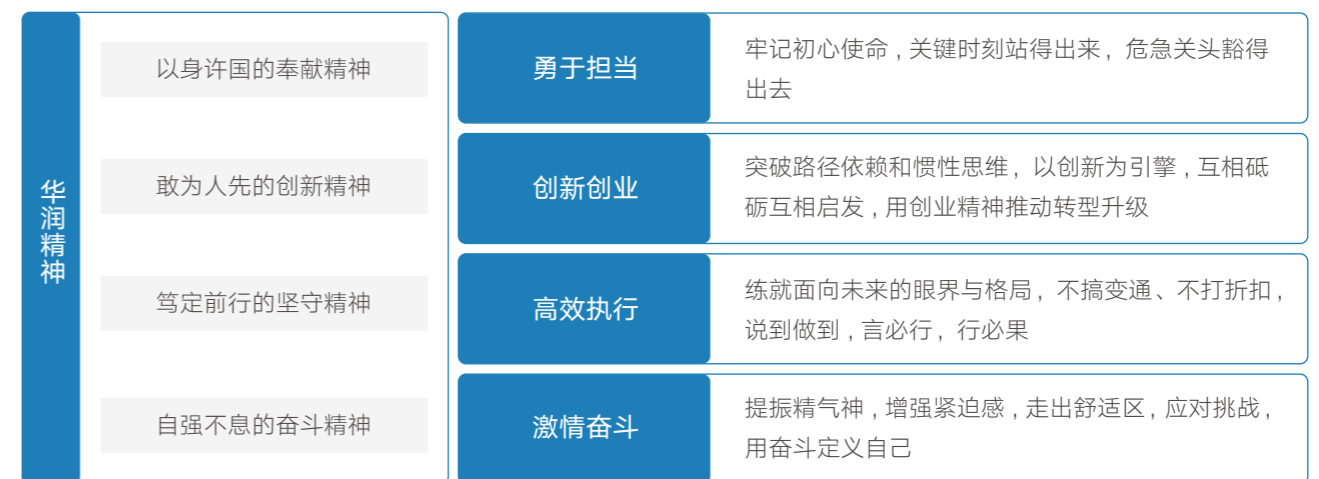 华润精神
以身许国的奉献精神
勇于担当
牢记初心使命，关键时刻站得出来，危急关头豁得
出去
敢为人先的创新精神
创新创业
突破路径依赖和惯性思维，以创新为引擎，互相砥
砺互相启发，用创业精神推动转型升级
笃定前行的坚守精神
高效执行
练就面向未来的眼界与格局，不搞变通、不打折扣，
说到做到，言必行，行必果
自强不息的奋斗精神
激情奋斗
提振精气神，增强紧迫感，走出舒适区，应对挑战，
用奋斗定义自己